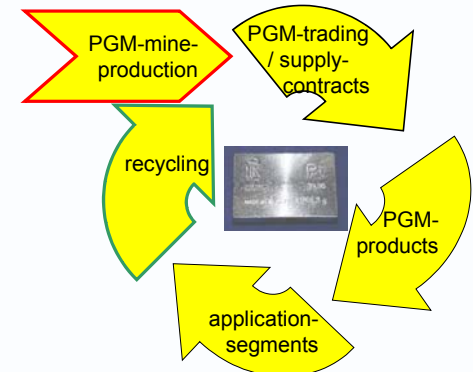 PGM-mine-
production
PGM-trading
/ supply-
contracts
recycling
PGM-
products
application-
segments